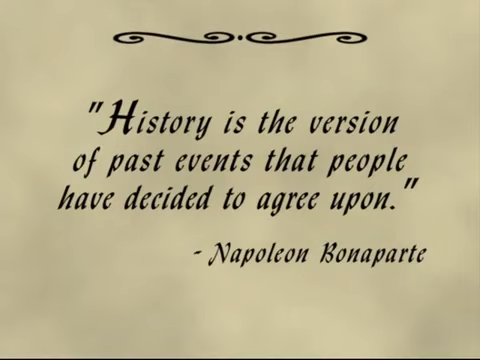 "History is the version
of past events that people
have decided to agree upon."
- Napoleon Bonaparte